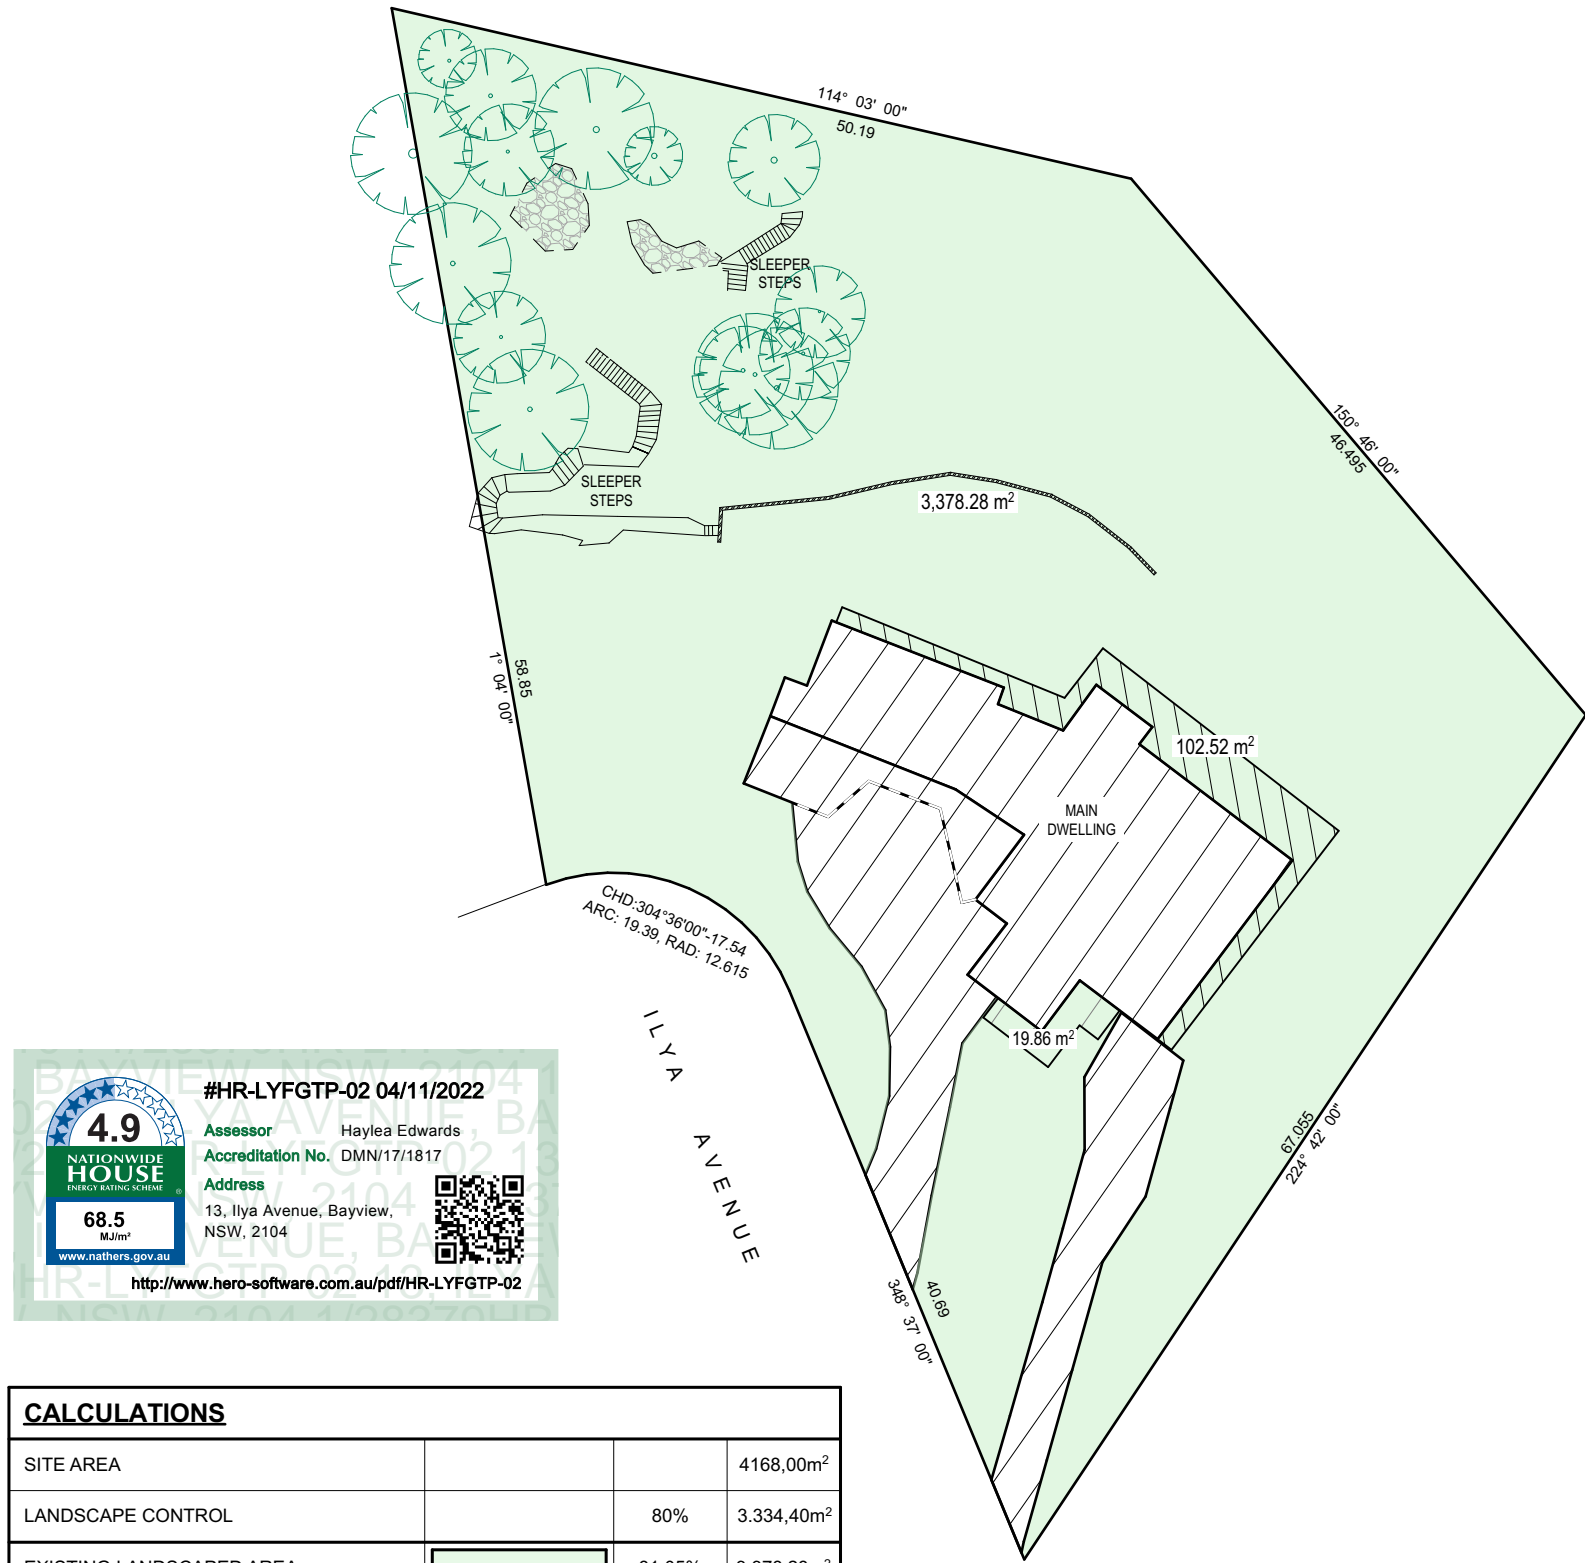 114° 03' 00"
50.19
SLEEPER
STEPS
150° 46' 00"
46.495
SLEEPER
STEPS
3,378.28 m²
58.85
1° 04' 00"
102.52 m²
MAIN
DWELLING
CHD:304°36'00"-17.54
ARC: 19.39, RAD: 12.615
19.86 m²
ILYA AVENUE
67.055
224° 42' 00"
40.69
348° 37' 00"
4.9
NATIONWIDE
HOUSE
ENERGY RATING SCHEME
®
68.5
MJ/m²
www.nathers.gov.au
#HR-LYFGTP-02 04/11/2022
Assessor Haylea Edwards
Accreditation No. DMN/17/1817
Address
13, Ilya Avenue, Bayview,
NSW, 2104
http://www.hero-software.com.au/pdf/HR-LYFGTP-02
CALCULATIONS
SITE AREA 4168,00m²
LANDSCAPE CONTROL 80% 3.334,40m²